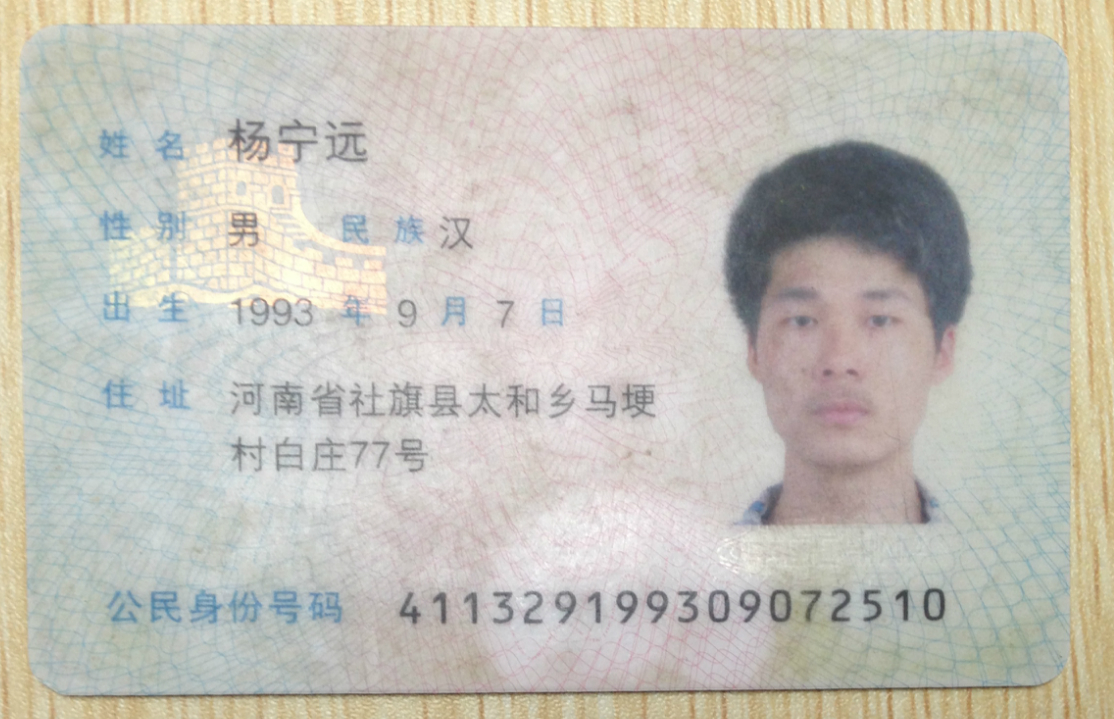 姓名 杨宁远
性别 男 民族 汉
出生 1993 年 9 月 7 日
住址 河南省社旗县太和乡马埂
村白庄77号
公民身份号码 411329199309072510